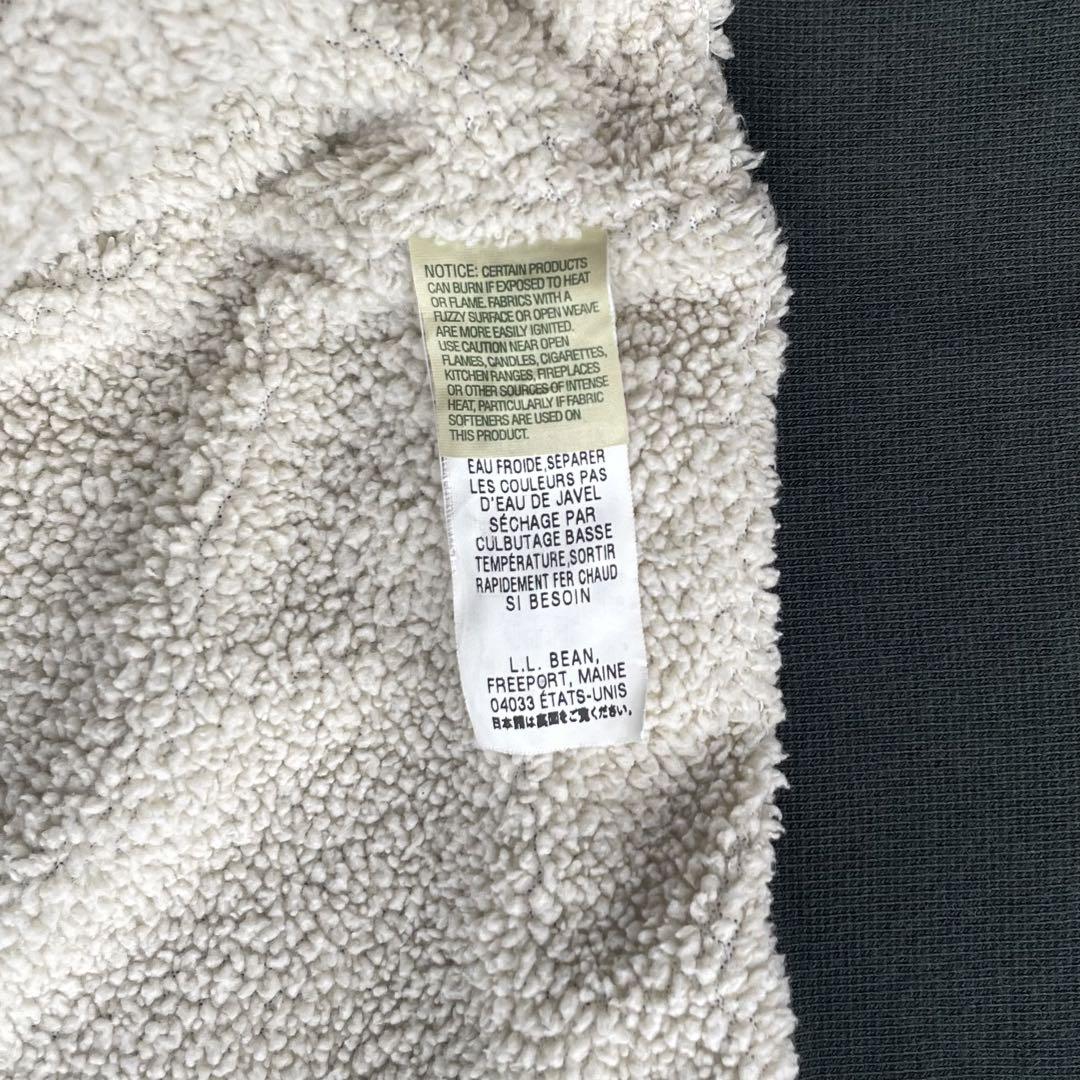 NOTICE: CERTAIN PRODUCTS
CAN BURN IF EXPOSED TO HEAT
OR FLAME. FABRICS WITH A
FUZZY SURFACE OR OPEN WEAVE
ARE MORE EASILY IGNITED.
USE CAUTION NEAR OPEN
FLAMES, CANDLES, CIGARETTES,
KITCHEN RANGES, FIREPLACES
OR OTHER SOURCES OF INTENSE
HEAT, PARTICULARLY IF FABRIC
SOFTENERS ARE USED ON
THIS PRODUCT.
EAU FROIDE,SEPARER
LES COULEURS PAS
D'EAU DE JAVEL
SÉCHAGE PAR
CULBUTAGE BASSE
TEMPÉRATURE,SORTIR
RAPIDEMENT FER CHAUD
SI BESOIN
L.L. BEAN,
FREEPORT, MAINE
04033 ÉTATS-UNIS
日本語は裏面をご覧ください。